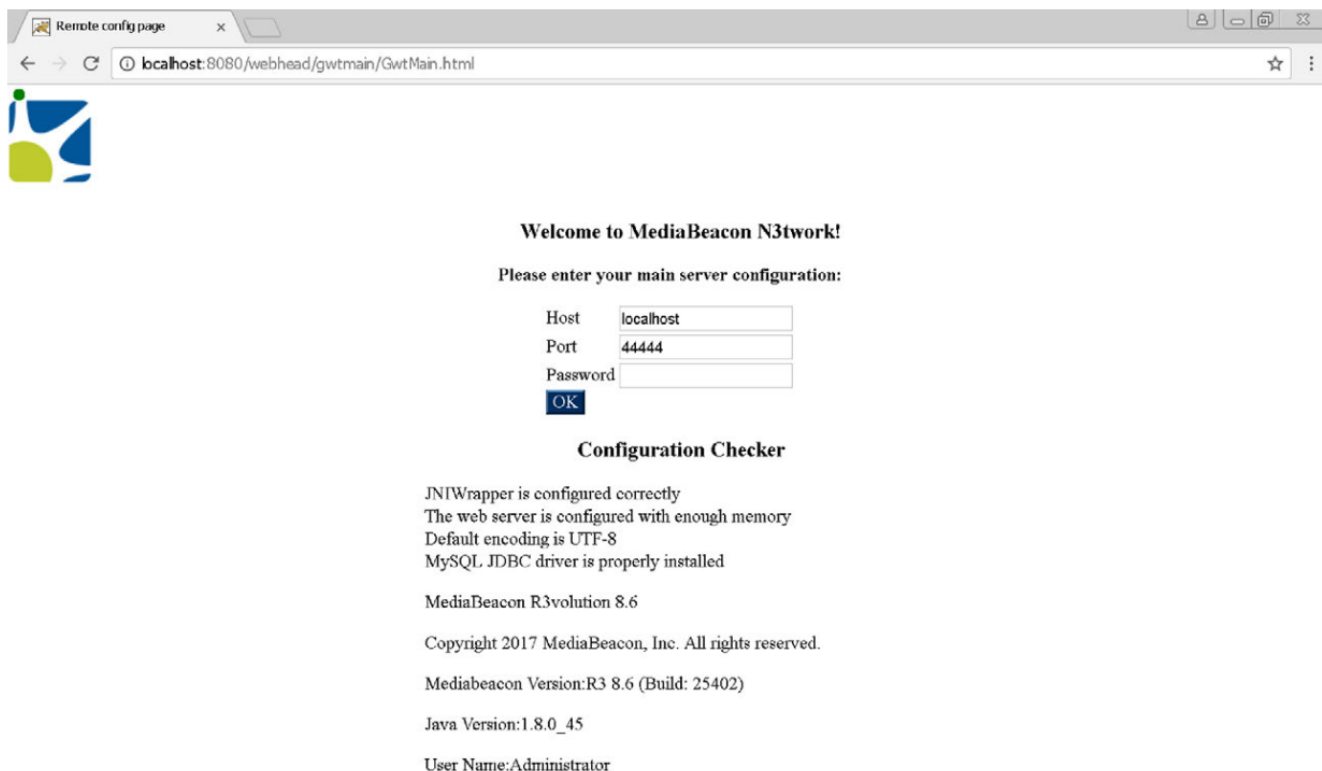 Remote config page
localhost:8080/webhead/gwtmain/GwtMain.html
Welcome to MediaBeacon N3twork!
Please enter your main server configuration:
Host localhost
Port 44444
Password
OK
Configuration Checker
JNIWrapper is configured correctly
The web server is configured with enough memory
Default encoding is UTF-8
MySQL JDBC driver is properly installed
MediaBeacon R3volution 8.6
Copyright 2017 MediaBeacon, Inc. All rights reserved.
Mediabeacon Version:R3 8.6 (Build: 25402)
Java Version:1.8.0_45
User Name:Administrator